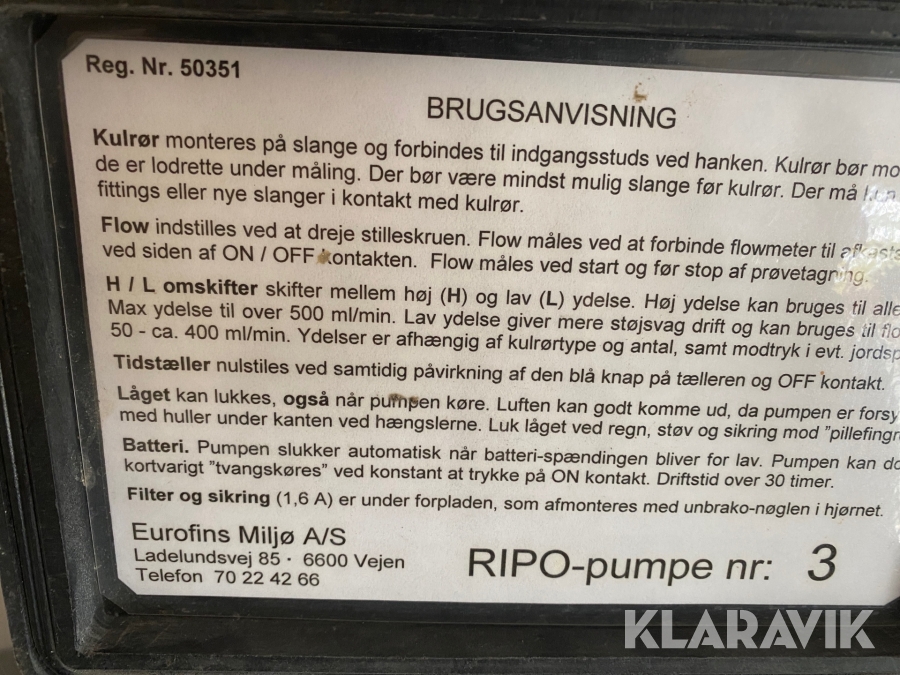 Reg. Nr. 50351
BRUGSANVISNING
Kulrør monteres på slange og forbindes til indgangsstuds ved hanken. Kulrør bør mo
de er lodrette under måling. Der bør være mindst mulig slange før kulrør. Der må kun
fittings eller nye slanger i kontakt med kulrør.
Flow indstilles ved at dreje stilleskruen. Flow måles ved at forbinde flowmeter til afkasts
ved siden af ON / OFF kontakten. Flow måles ved start og før stop af prøvetagning.
H / L omskifter skifter mellem høj (H) og lav (L) ydelse. Høj ydelse kan bruges til alle
Max ydelse til over 500 ml/min. Lav ydelse giver mere støjsvag drift og kan bruges til flo
50 - ca. 400 ml/min. Ydelser er afhængig af kulrørtype og antal, samt modtryk i evt. jordsp
Tidstæller nulstiles ved samtidig påvirkning af den blå knap på tælleren og OFF kontakt.
Låget kan lukkes, også når pumpen køre. Luften kan godt komme ud, da pumpen er forsy
med huller under kanten ved hængslerne. Luk låget ved regn, støv og sikring mod "pillefingr
Batteri. Pumpen slukker automatisk når batteri-spændingen bliver for lav. Pumpen kan do
kortvarigt "tvangskøres" ved konstant at trykke på ON kontakt. Driftstid over 30 timer.
Filter og sikring (1,6 A) er under forpladen, som afmonteres med unbrako-nøglen i hjørnet.
Eurofins Miljø A/S
Ladelundsvej 85 · 6600 Vejen
Telefon 70 22 42 66
RIPO-pumpe nr: 3
KLARAVIK